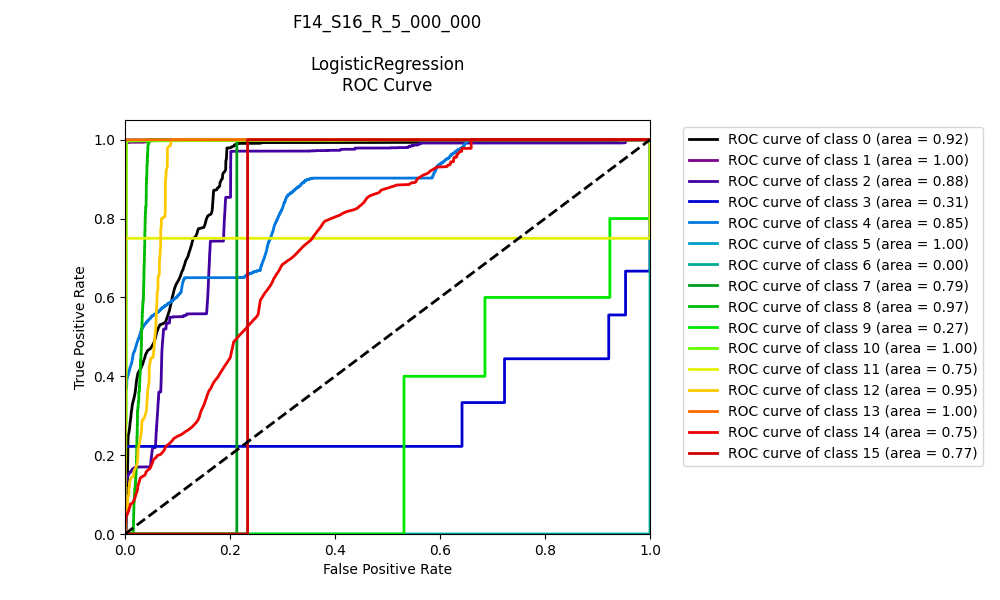 F14_S16_R_5_000_000
LogisticRegression
ROC Curve
True Positive Rate
1.0
0.8
0.6
0.4
0.2
0.0
0.0 0.2 0.4 0.6 0.8 1.0
False Positive Rate
ROC curve of class 0 (area = 0.92)
ROC curve of class 1 (area = 1.00)
ROC curve of class 2 (area = 0.88)
ROC curve of class 3 (area = 0.31)
ROC curve of class 4 (area = 0.85)
ROC curve of class 5 (area = 1.00)
ROC curve of class 6 (area = 0.00)
ROC curve of class 7 (area = 0.79)
ROC curve of class 8 (area = 0.97)
ROC curve of class 9 (area = 0.27)
ROC curve of class 10 (area = 1.00)
ROC curve of class 11 (area = 0.75)
ROC curve of class 12 (area = 0.95)
ROC curve of class 13 (area = 1.00)
ROC curve of class 14 (area = 0.75)
ROC curve of class 15 (area = 0.77)